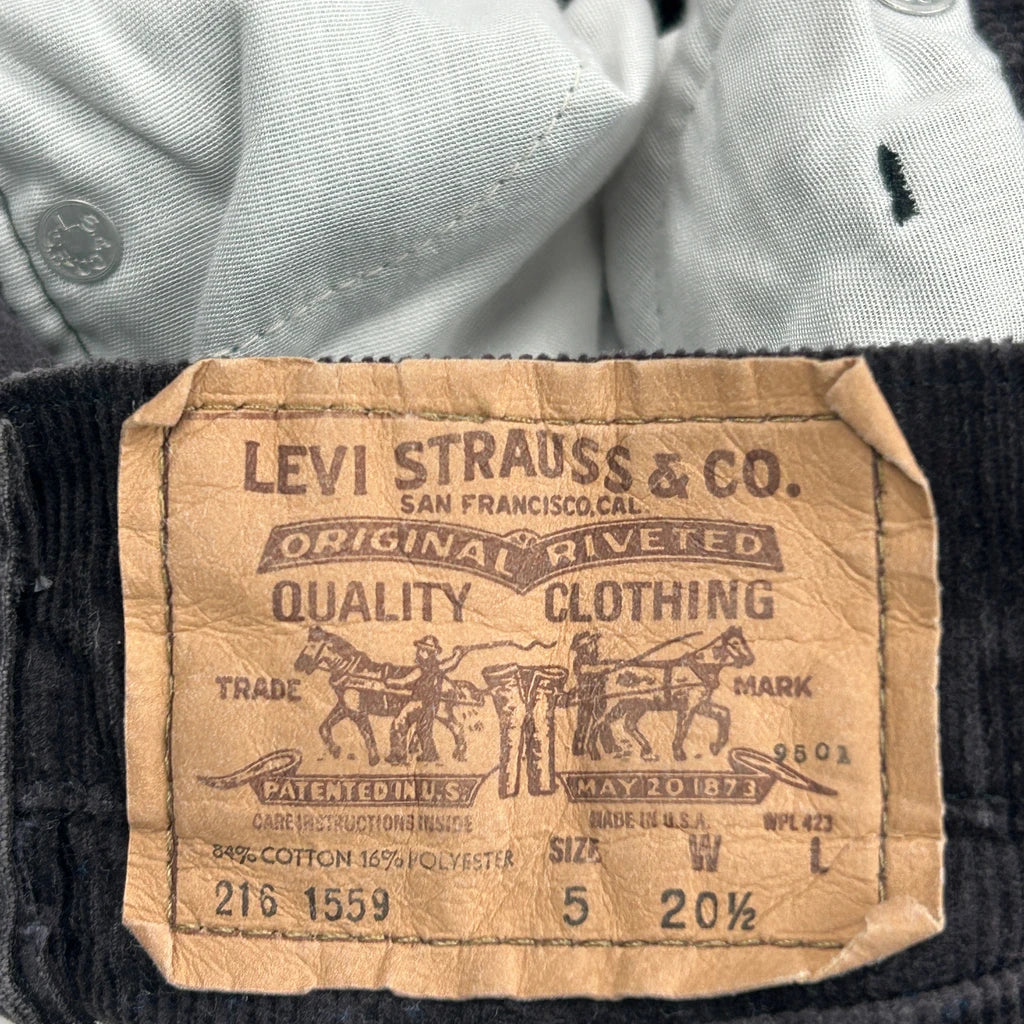 LEVI STRAUSS & CO.
SAN FRANCISCO, CAL.
ORIGINAL RIVETED
QUALITY CLOTHING
TRADE MARK
9501
PATENTED IN U.S. MAY 20 1873
CARE INSTRUCTIONS INSIDE MADE IN U.S.A. WPL 423
84% COTTON 16% POLYESTER SIZE W L
216 1559 5 20½